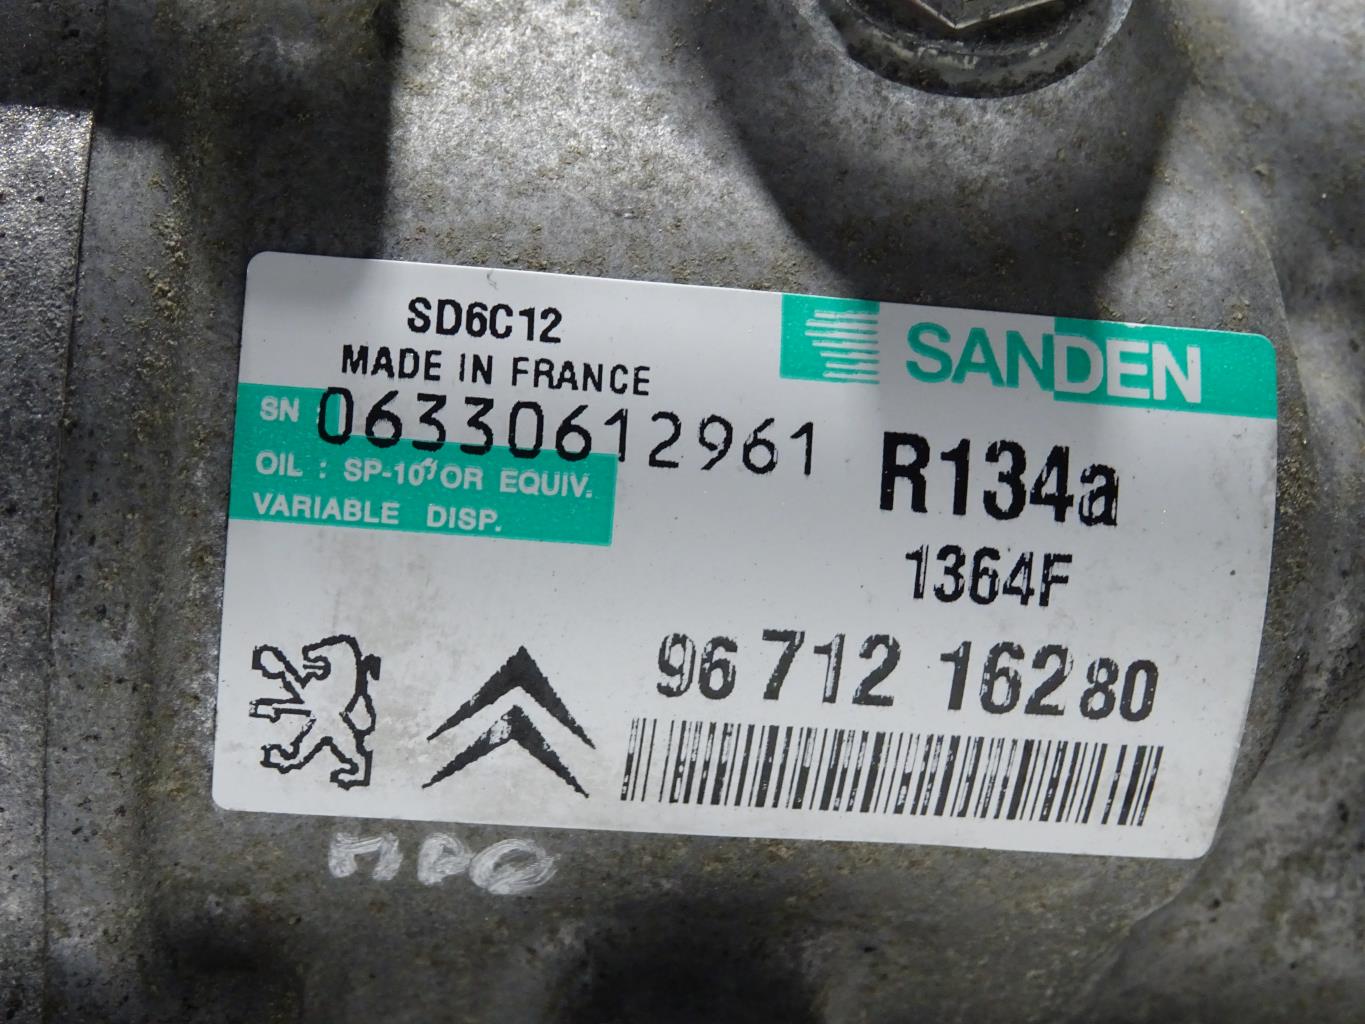 SD6C12
MADE IN FRANCE
SANDEN
SN 06330612961
OIL : SP-10" OR EQUIV.
VARIABLE DISP.
R134a
1364F
96 712 162 80